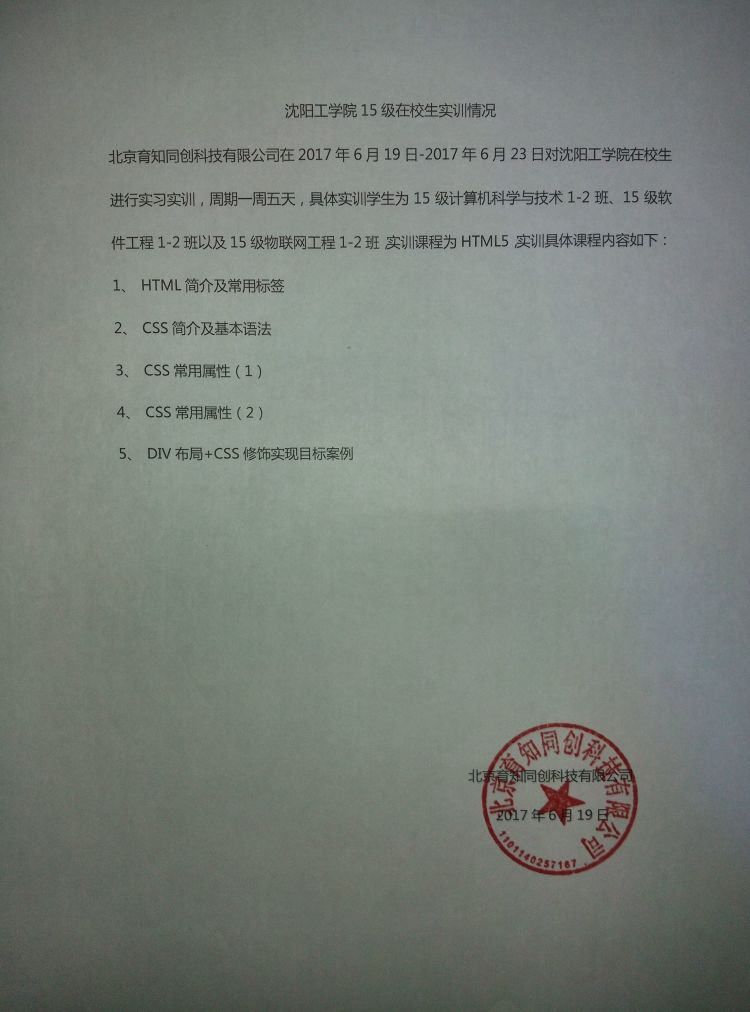 沈阳工学院 15 级在校生实训情况
北京育知同创科技有限公司在 2017 年 6 月 19 日-2017 年 6 月 23 日对沈阳工学院在校生
进行实习实训，周期一周五天，具体实训学生为 15 级计算机科学与技术 1-2 班、15 级软
件工程 1-2 班以及 15 级物联网工程 1-2 班，实训课程为 HTML5，实训具体课程内容如下：
1、 HTML 简介及常用标签
2、 CSS 简介及基本语法
3、 CSS 常用属性（1）
4、 CSS 常用属性（2）
5、 DIV 布局+CSS 修饰实现目标案例
北京育知同创科技有限公司
2017 年 6 月 19 日
北京育知同创科技有限公司
1101140257167